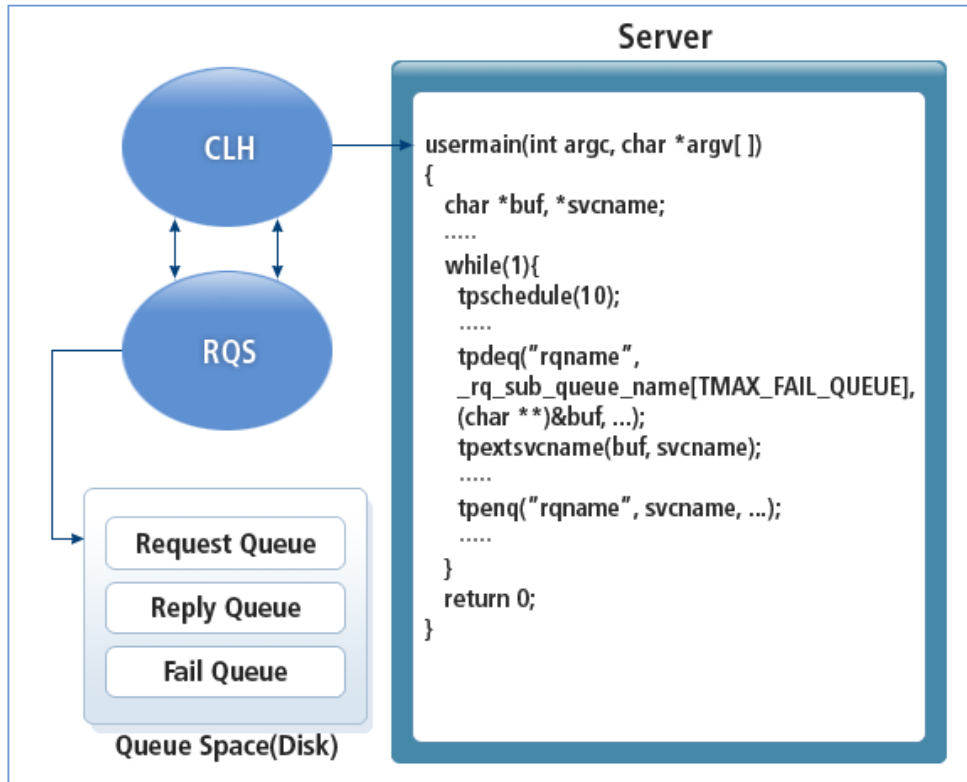 Server
CLH
RQS
Request Queue
Reply Queue
Fail Queue
Queue Space(Disk)
usermain(int argc, char *argv[ ])
{
char *buf, *svcname;
.....
while(1){
tpschedule(10);
.....
tpdeq("rqname",
_rq_sub_queue_name[TMAX_FAIL_QUEUE],
(char **)&buf, ...);
tpextsvcname(buf, svcname);
.....
tpenq("rqname", svcname, ...);
.....
}
return 0;
}